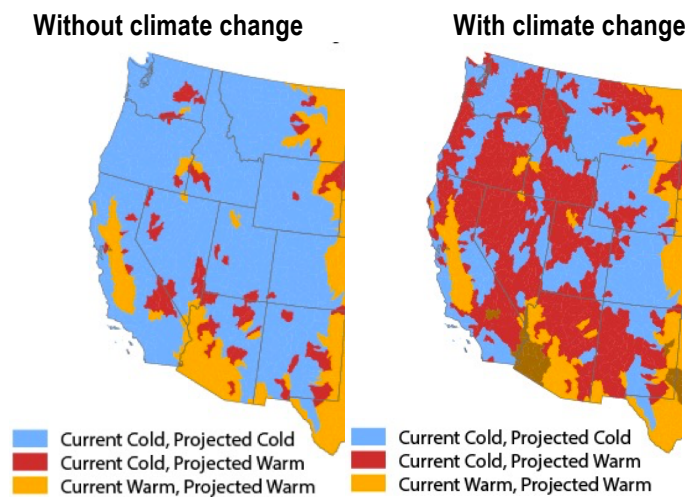 Without climate change
With climate change
Current Cold, Projected Cold
Current Cold, Projected Warm
Current Warm, Projected Warm
Current Cold, Projected Cold
Current Cold, Projected Warm
Current Warm, Projected Warm